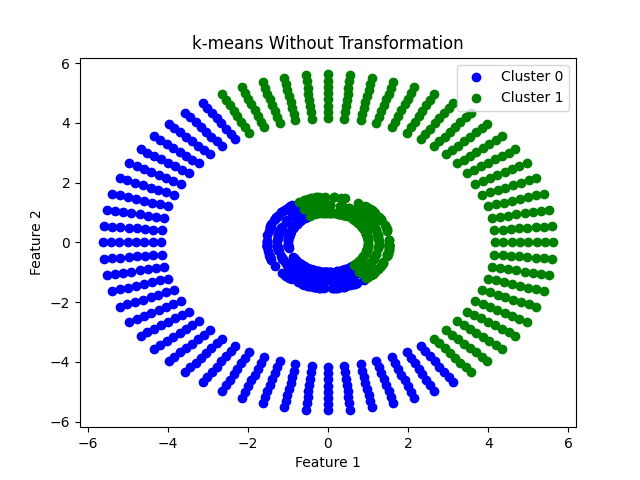 k-means Without Transformation
Cluster 0
Cluster 1
6
4
2
0
−2
−4
−6
Feature 2
−6
−4
−2
0
2
4
6
Feature 1